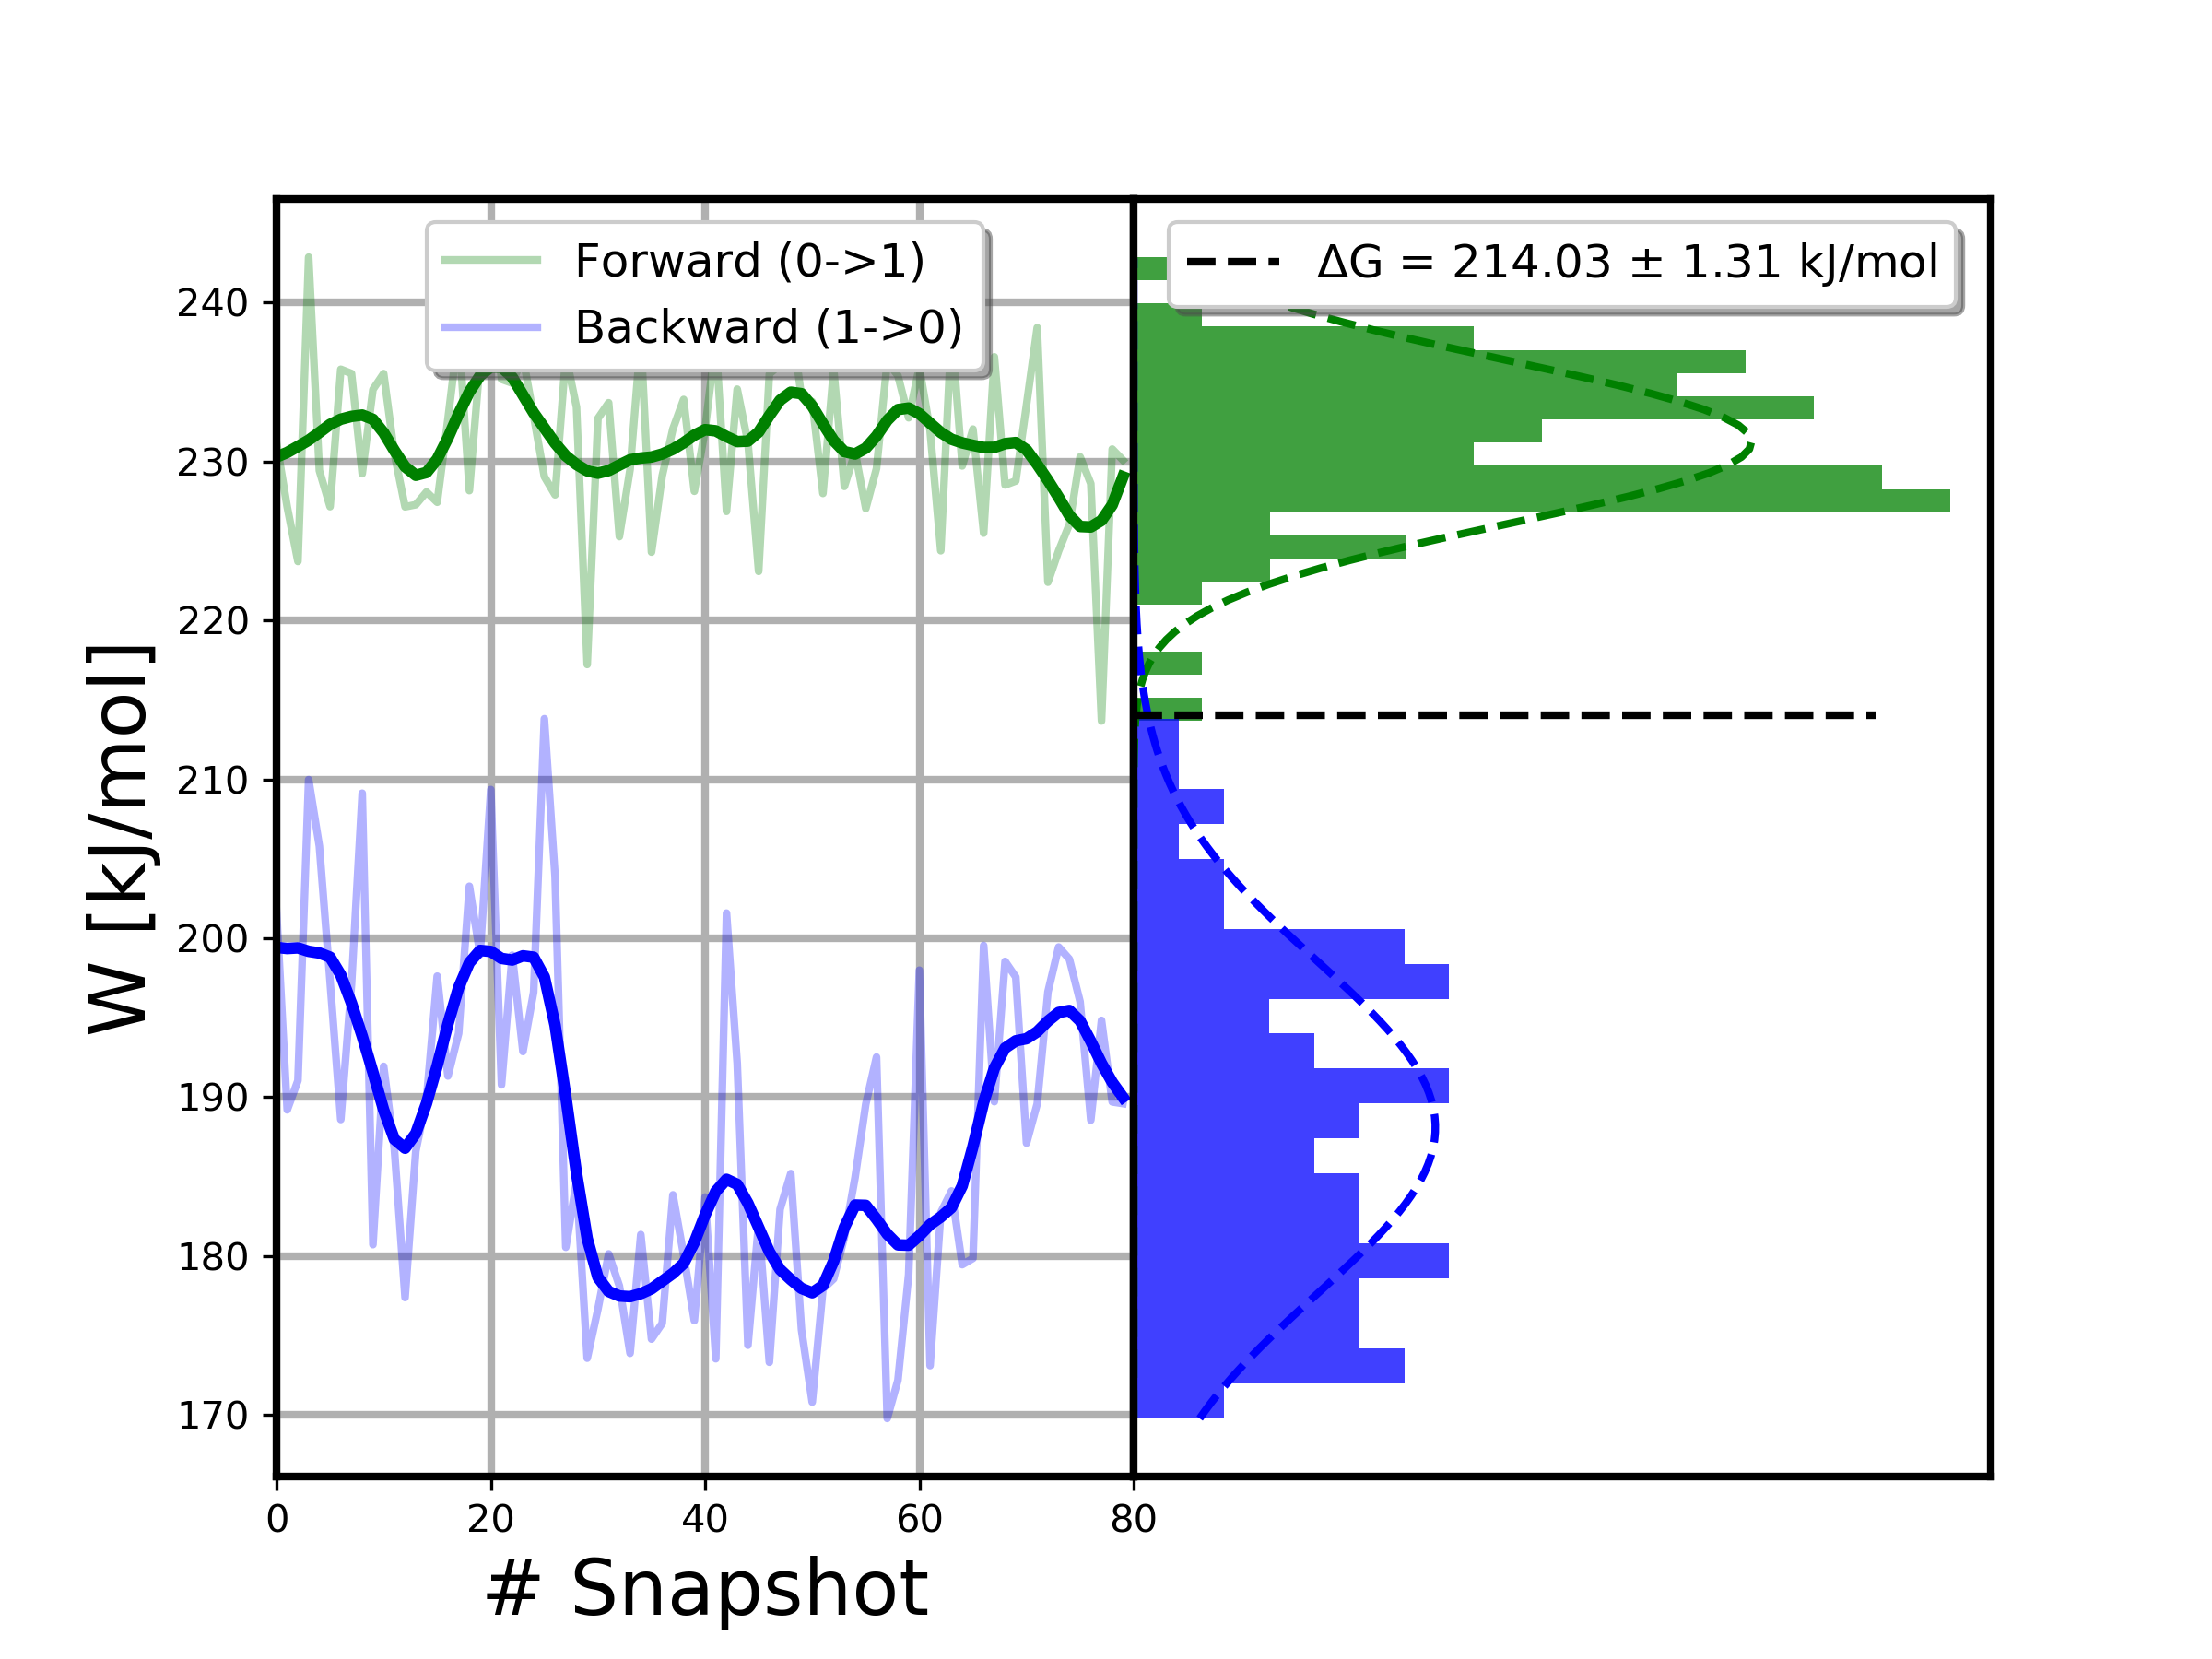 Forward (0->1)
Backward (1->0)
ΔG = 214.03 ± 1.31 kJ/mol
240
230
220
210
200
190
180
170
W [kJ/mol]
0 20 40 60 80
# Snapshot